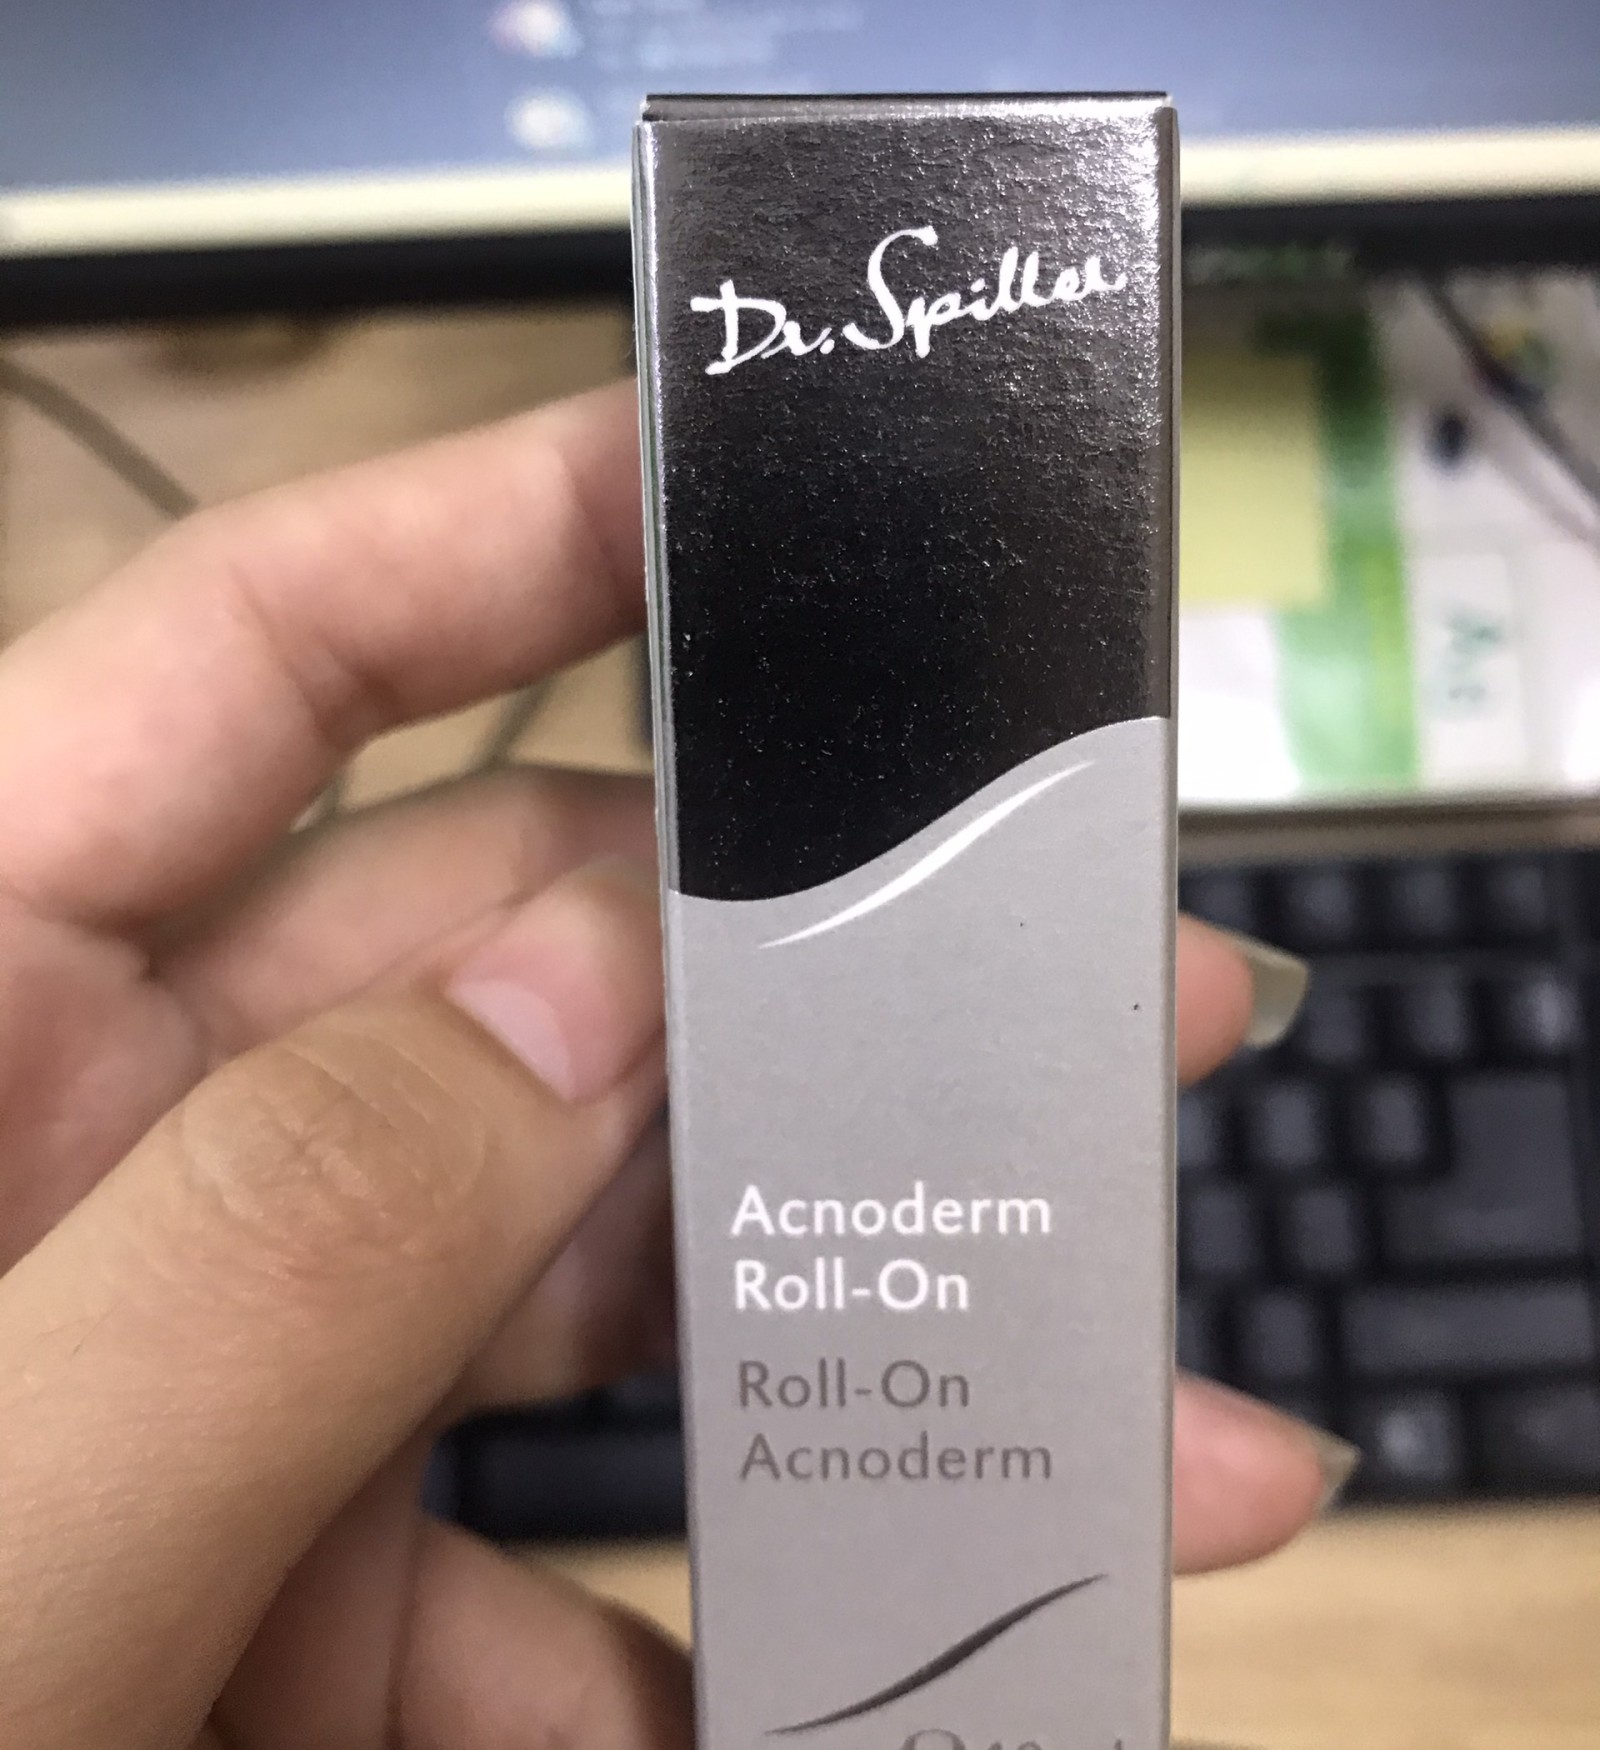 Dr. Spiller
Acnoderm
Roll-On
Roll-On
Acnoderm